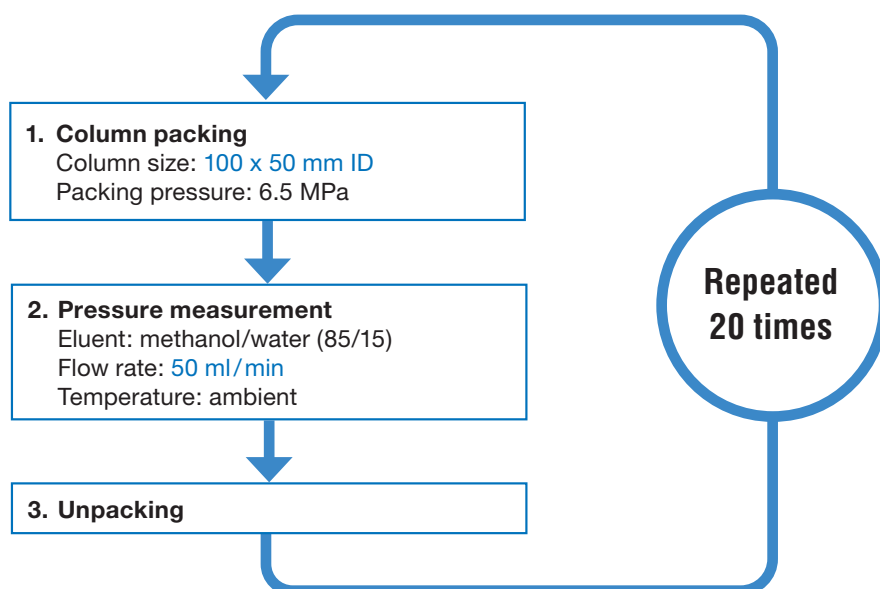 1. Column packing
Column size: 100 x 50 mm ID
Packing pressure: 6.5 MPa
2. Pressure measurement
Eluent: methanol/water (85/15)
Flow rate: 50 ml/min
Temperature: ambient
3. Unpacking
Repeated
20 times